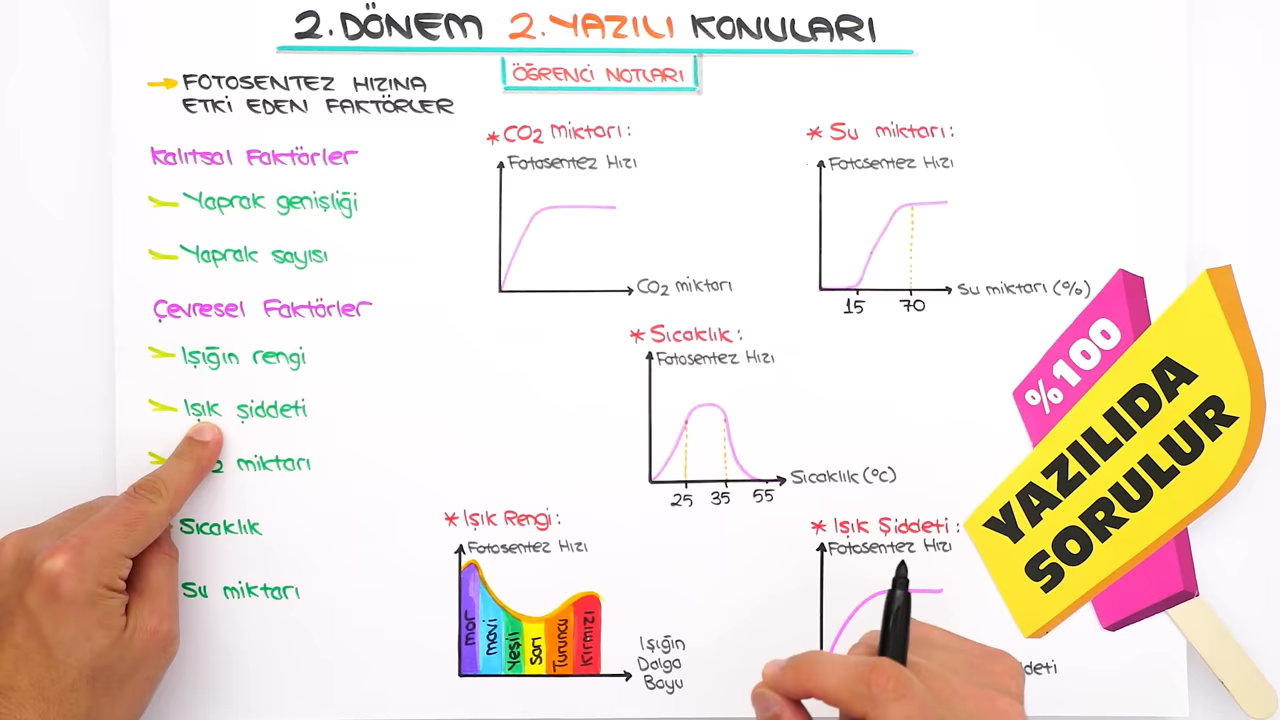 2.DÖNEM 2.YAZILI KONULARI
ÖĞRENCİ NOTLARI
FOTOSENTEZ HIZINA
ETKİ EDEN FAKTÖRLER
Kalıtsal Faktörler
Yaprak genişliği
Yaprak sayısı
Çevresel Faktörler
Işığın rengi
Işık şiddeti
miktarı
Sıcaklık
Su miktarı
*CO2 miktarı:
Fotosentez Hızı
CO2 miktarı
* Su miktarı:
Fotosentez Hızı
15 70
Su miktarı (%)
* Sıcaklık:
Fotosentez Hızı
25 35 55
Sıcaklık (°C)
*Işık Rengi:
Fotosentez Hızı
mor
mavi
Yeşil
Sarı
Turuncu
Kırmızı
Işığın
Dalga
Boyu
* Işık Şiddeti:
Fotosentez Hızı
%100
YAZILIDA
SORULUR